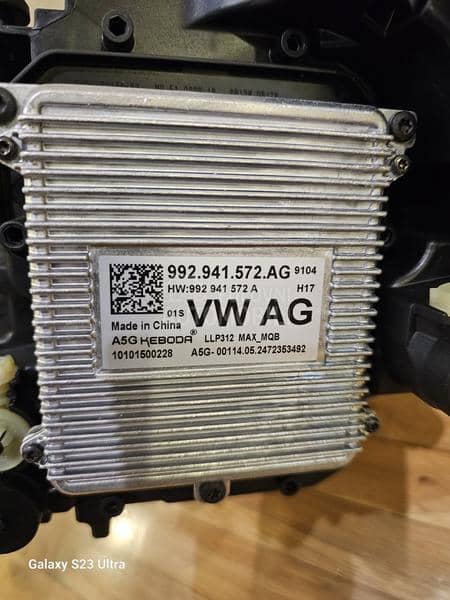 992.941.572.AG 9104
HW:992 941 572 A H17
01S VW AG
Made in China
A5G KEBODA® LLP312 MAX_MQB
10101500228 A5G-00114.05.2472353492
Galaxy S23 Ultra